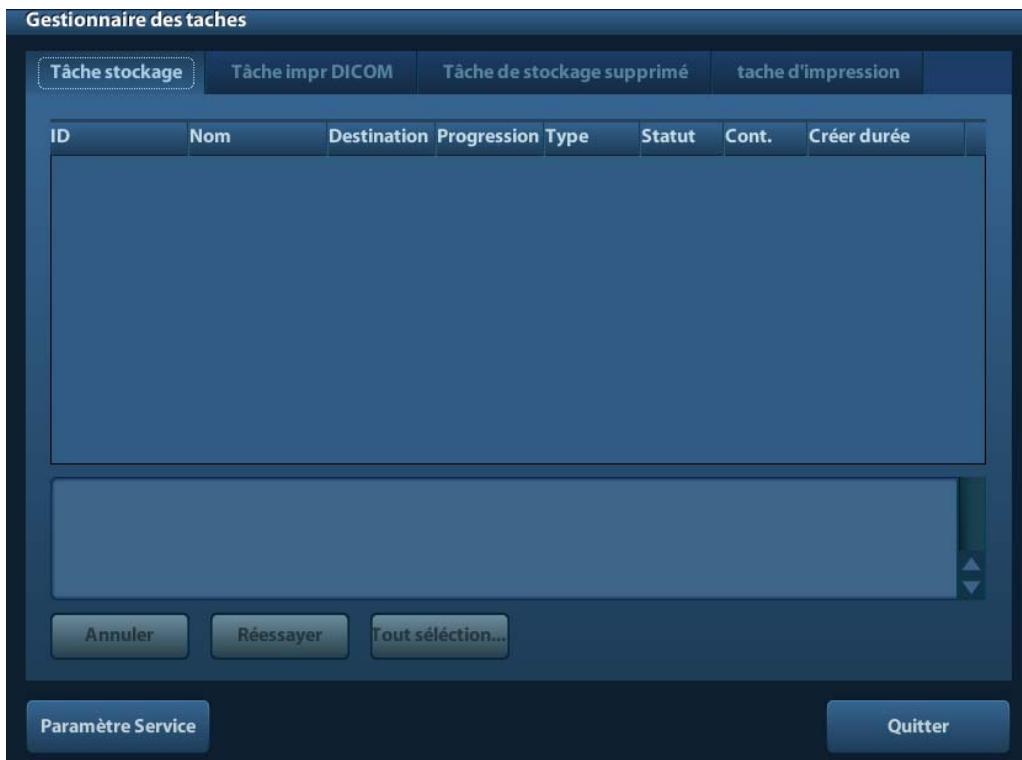 Gestionnaire des taches
Tâche stockage Tâche impr DICOM Tâche de stockage supprimé tache d'impression
ID Nom Destination Progression Type Statut Cont. Créer durée
Annuler Réessayer Tout séléction...
Paramètre Service Quitter